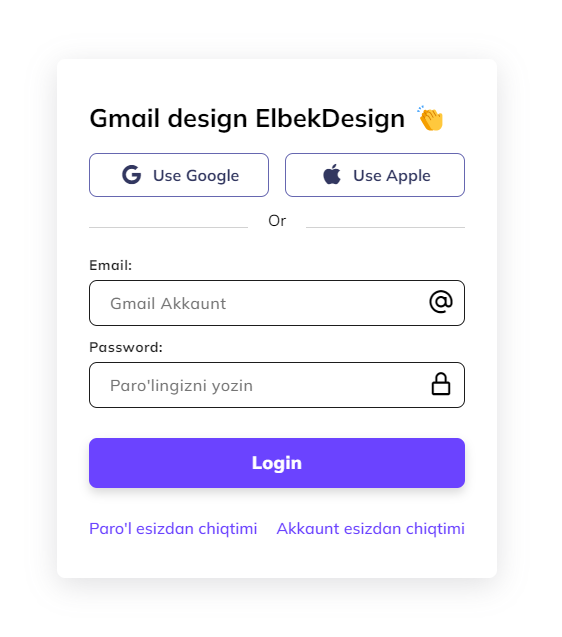 Gmail design ElbekDesign 👏
Use Google Use Apple
Or
Email:
Gmail Akkaunt
Password:
Paro'lingizni yozin
Login
Paro'l esizdan chiqtimi Akkaunt esizdan chiqtimi